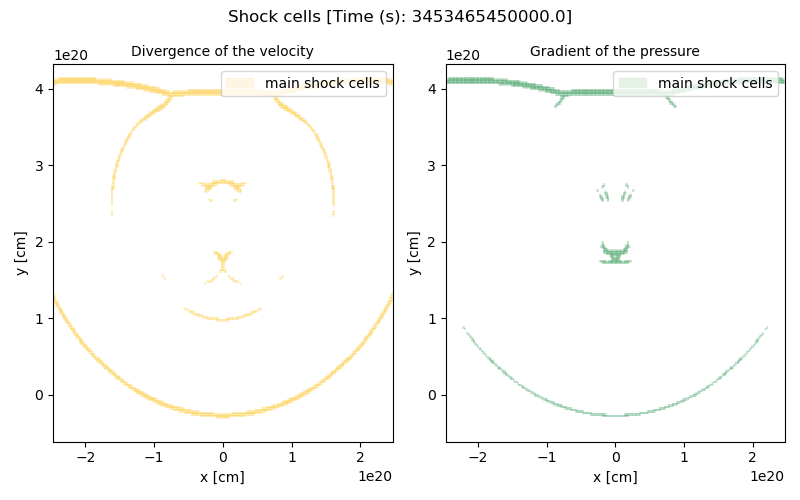 Shock cells [Time (s): 3453465450000.0]
Divergence of the velocity
Gradient of the pressure
1e20
1e20
main shock cells
main shock cells
4
3
2
1
0
4
3
2
1
0
y [cm]
y [cm]
−2
−1
0
1
2
−2
−1
0
1
2
x [cm]
1e20
x [cm]
1e20